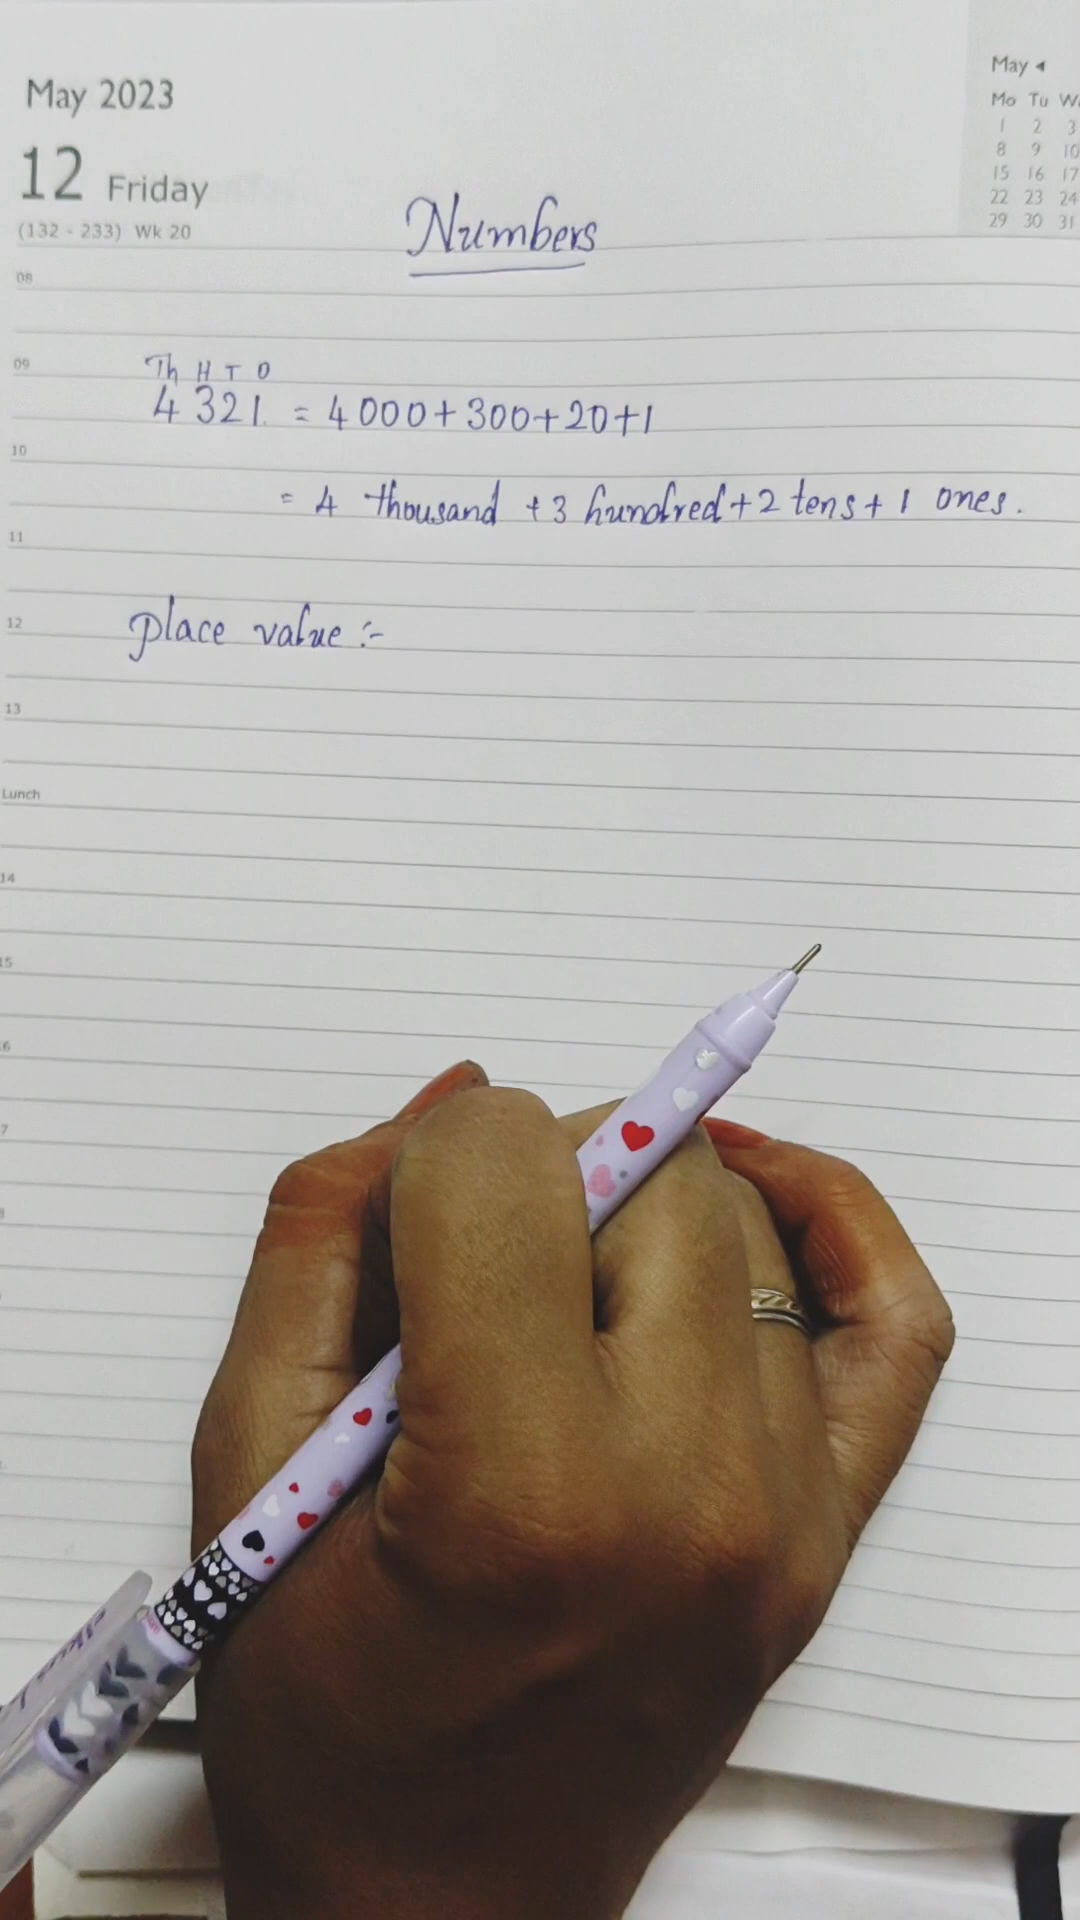 May 2023
12 Friday
(132 - 233) Wk 20
May ◄
Mo Tu We
1 2 3
8 9 10
15 16 17
22 23 24
29 30 31
Numbers
08
09
Th H T O
4321 = 4000+300+20+1
10
= 4 thousand + 3 hundred + 2 tens + 1 ones.
11
12
place value :-
13
Lunch
14
15
16